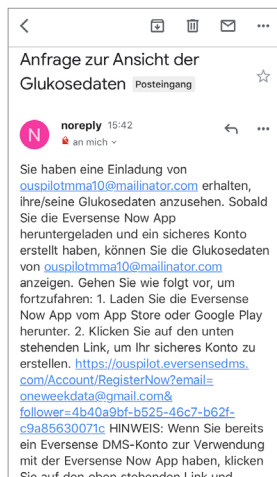 Anfrage zur Ansicht der
Glukosedaten Posteingang
N
noreply 15:42
an mich
Sie haben eine Einladung von
ouspilotmma10@mailinator.com erhalten,
ihre/seine Glukosedaten anzusehen. Sobald
Sie die Eversense Now App
heruntergeladen und ein sicheres Konto
erstellt haben, können Sie die Glukosedaten
von ouspilotmma10@mailinator.com
anzeigen. Gehen Sie wie folgt vor, um
fortzufahren: 1. Laden Sie die Eversense
Now App vom App Store oder Google Play
herunter. 2. Klicken Sie auf den unten
stehenden Link, um Ihr sicheres Konto zu
erstellen. https://ouspilot.eversensedms.
com/Account/RegisterNow?email=
oneweekdata@gmail.com&
follower=4b40a9bf-b525-46c7-b62f-
c9a85630071c HINWEIS: Wenn Sie bereits
ein Eversense DMS-Konto zur Verwendung
mit der Eversense Now App haben, klicken
Sie auf den oben stehenden Link und